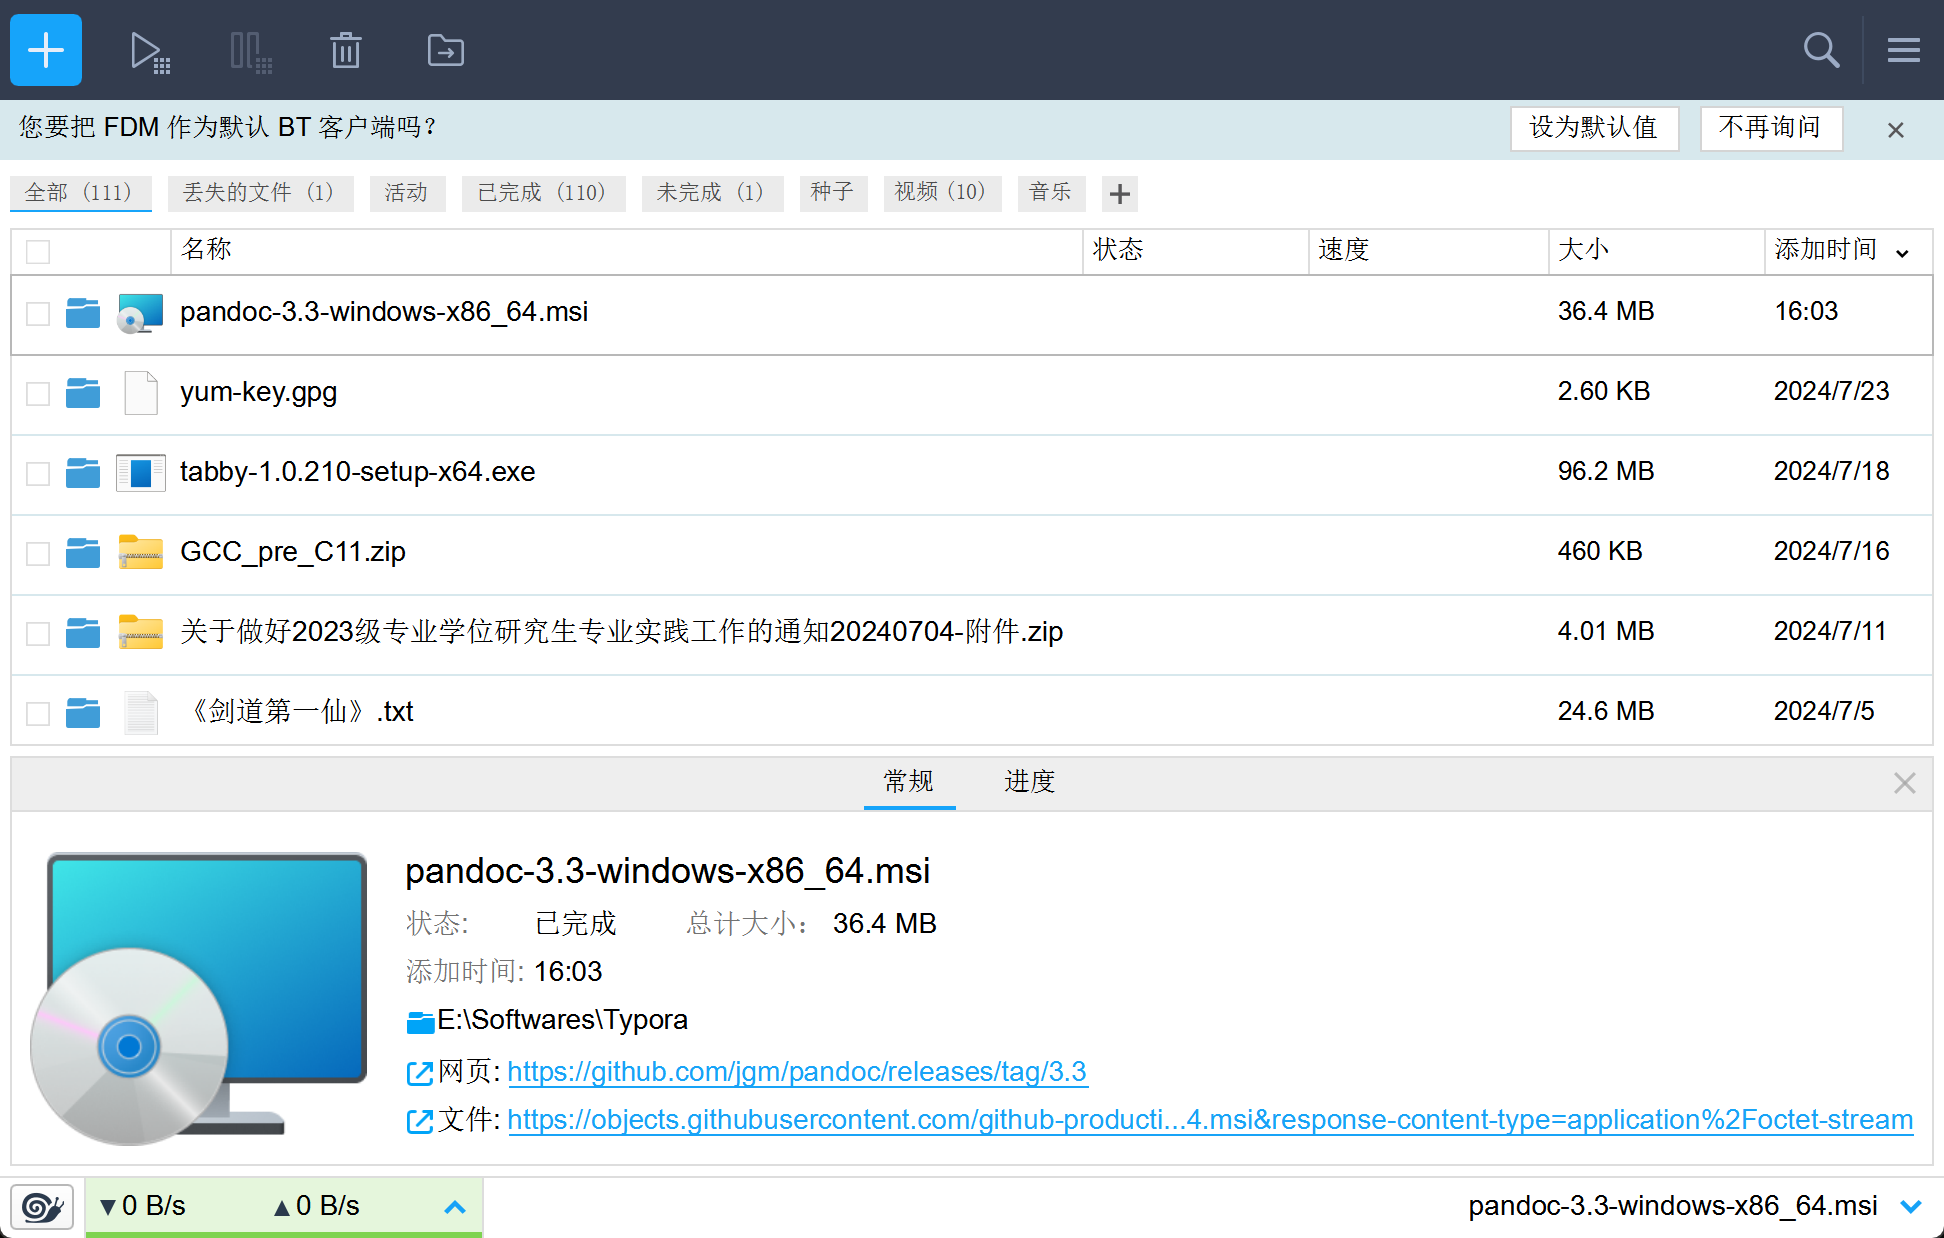 您要把 FDM 作为默认 BT 客户端吗? 设为默认值 不再询问
全部 (111) 丢失的文件 (1) 活动 已完成 (110) 未完成 (1) 种子 视频 (10) 音乐
名称 状态 速度 大小 添加时间
pandoc-3.3-windows-x86_64.msi 36.4 MB 16:03
yum-key.gpg 2.60 KB 2024/7/23
tabby-1.0.210-setup-x64.exe 96.2 MB 2024/7/18
GCC_pre_C11.zip 460 KB 2024/7/16
关于做好2023级专业学位研究生专业实践工作的通知20240704-附件.zip 4.01 MB 2024/7/11
《剑道第一仙》.txt 24.6 MB 2024/7/5
常规 进度
pandoc-3.3-windows-x86_64.msi
状态: 已完成 总计大小： 36.4 MB
添加时间: 16:03
E:\Softwares\Typora
网页: https://github.com/jgm/pandoc/releases/tag/3.3
文件: https://objects.githubusercontent.com/github-producti...4.msi&response-content-type=application%2Foctet-stream
▼0 B/s ▲0 B/s pandoc-3.3-windows-x86_64.msi